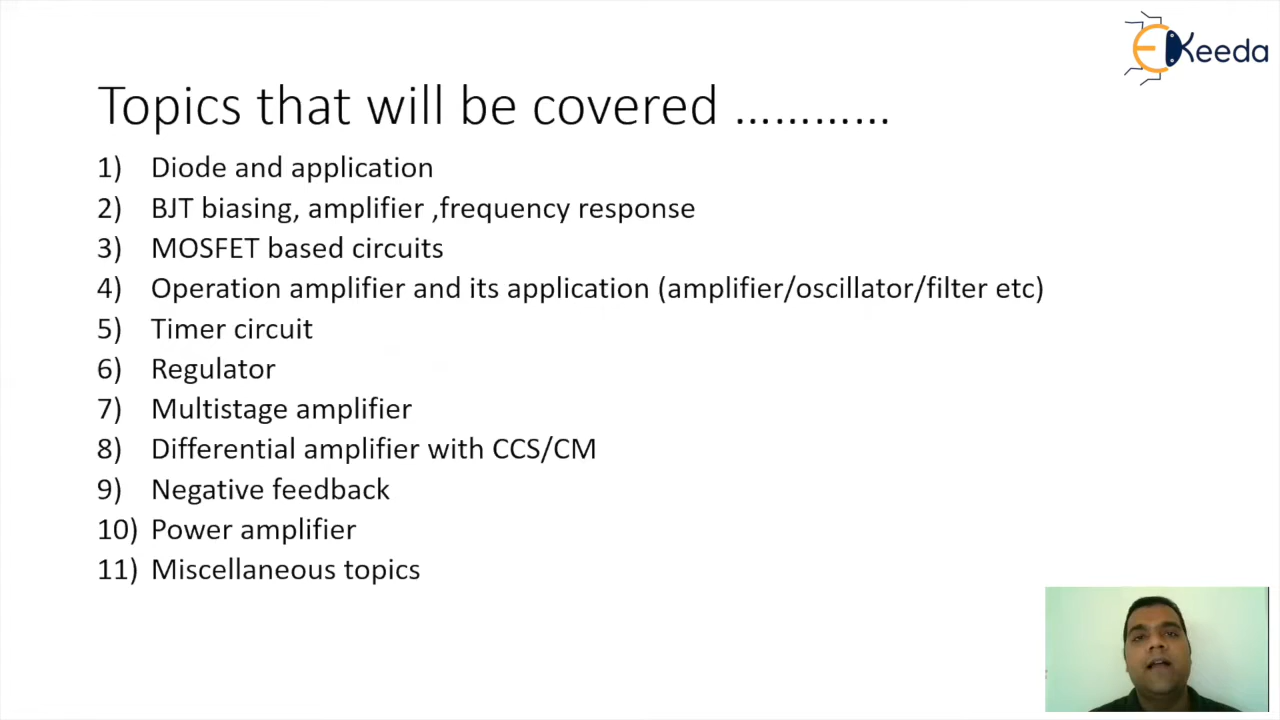 EKeeda
Topics that will be covered …………
1) Diode and application
2) BJT biasing, amplifier ,frequency response
3) MOSFET based circuits
4) Operation amplifier and its application (amplifier/oscillator/filter etc)
5) Timer circuit
6) Regulator
7) Multistage amplifier
8) Differential amplifier with CCS/CM
9) Negative feedback
10) Power amplifier
11) Miscellaneous topics